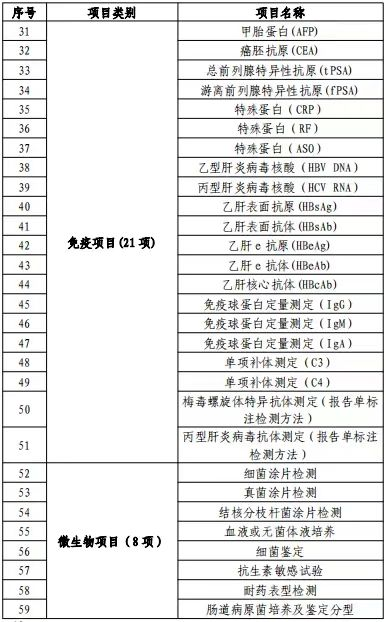 序号 项目类别 项目名称
31 甲胎蛋白(AFP)
32 癌胚抗原(CEA)
33 总前列腺特异性抗原(tPSA)
34 游离前列腺特异性抗原(fPSA)
35 特殊蛋白（CRP）
36 特殊蛋白（RF）
37 特殊蛋白（ASO）
38 乙型肝炎病毒核酸（HBV DNA）
39 丙型肝炎病毒核酸（HCV RNA）
40 乙肝表面抗原(HBsAg)
41 乙肝表面抗体(HBsAb)
免疫项目(21 项)
42 乙肝 e 抗原(HBeAg)
43 乙肝 e 抗体(HBeAb)
44 乙肝核心抗体(HBcAb)
45 免疫球蛋白定量测定（IgG）
46 免疫球蛋白定量测定（IgM）
47 免疫球蛋白定量测定（IgA）
48 单项补体测定（C3）
49 单项补体测定（C4）
50 梅毒螺旋体特异抗体测定（报告单标
注检测方法）
51 丙型肝炎病毒抗体测定（报告单标注
检测方法）
52 细菌涂片检测
53 真菌涂片检测
54 结核分枝杆菌涂片检测
55 血液或无菌体液培养
微生物项目（8 项）
56 细菌鉴定
57 抗生素敏感试验
58 耐药表型检测
59 肠道病原菌培养及鉴定分型